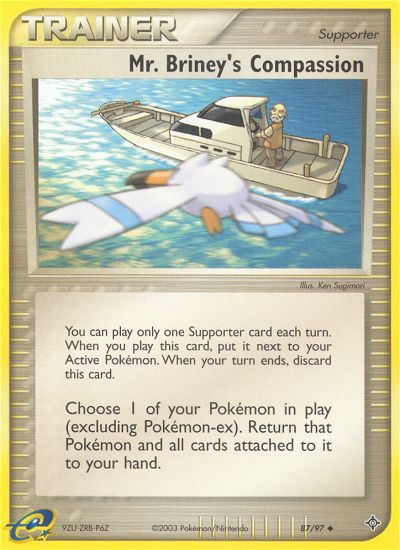 TRAINER
Supporter
Mr. Briney's Compassion
Illus. Ken Sugimori
You can play only one Supporter card each turn.
When you play this card, put it next to your
Active Pokémon. When your turn ends, discard
this card.
Choose 1 of your Pokémon in play
(excluding Pokémon-ex). Return that
Pokémon and all cards attached to it
to your hand.
e
9ZU-ZRB-P6Z
©2003 Pokémon/Nintendo
87/97 ◆